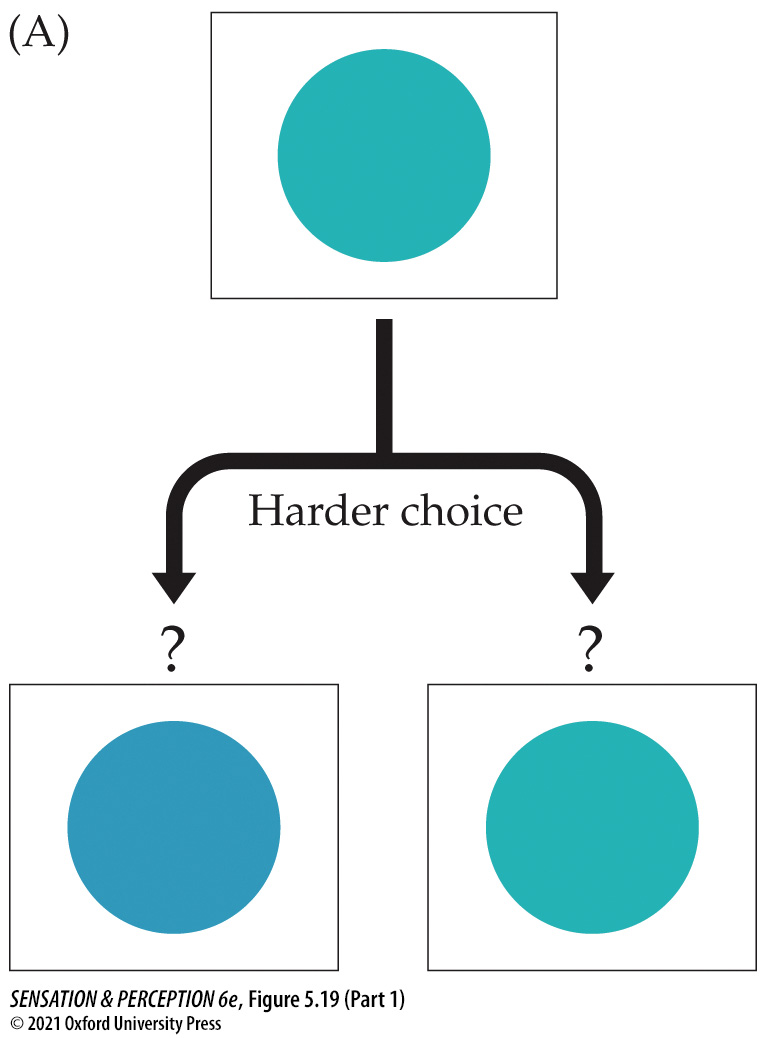 (A)
Harder choice
? ?
SENSATION & PERCEPTION 6e, Figure 5.19 (Part 1)
© 2021 Oxford University Press